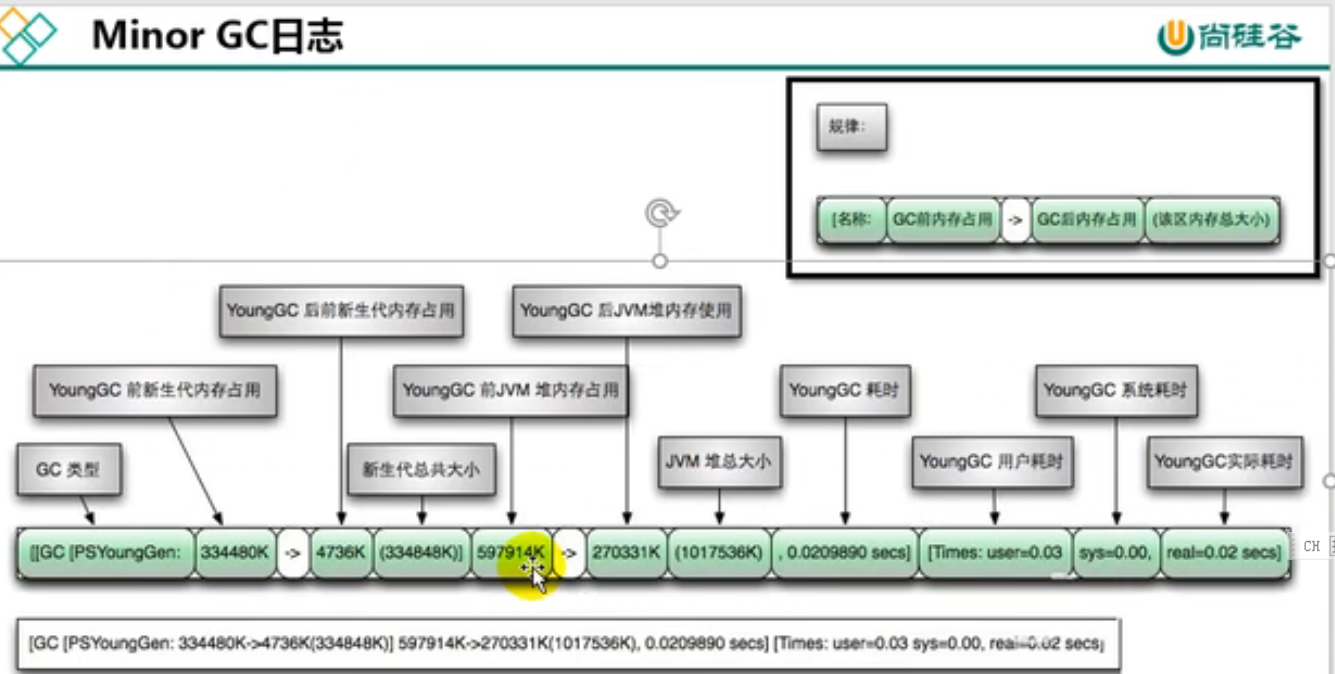 Minor GC日志
尚硅谷
规律:
[名称: GC前内存占用 -> GC后内存占用 (该区内存总大小)
YoungGC 后前新生代内存占用
YoungGC 后JVM堆内存使用
YoungGC 前新生代内存占用
YoungGC 前JVM 堆内存占用
YoungGC 耗时
YoungGC 系统耗时
GC 类型
新生代总共大小
JVM 堆总大小
YoungGC 用户耗时
YoungGC实际耗时
[[GC [PSYoungGen: 334480K -> 4736K (334848K)] 597914K -> 270331K (1017536K) , 0.0209890 secs] [Times: user=0.03 sys=0.00, real=0.02 secs]
CH
[GC [PSYoungGen: 334480K->4736K(334848K)] 597914K->270331K(1017536K), 0.0209890 secs] [Times: user=0.03 sys=0.00, real=0.02 secs]